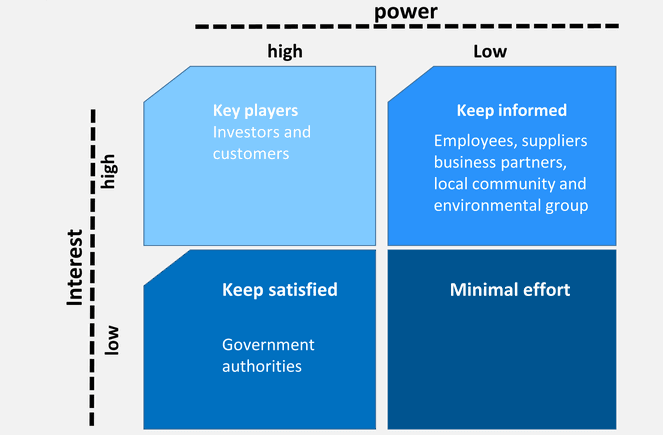 power
high
Low
Key players
Investors and
customers
Keep informed
Employees, suppliers
business partners,
local community and
environmental group
Interest
high
low
Keep satisfied
Government
authorities
Minimal effort